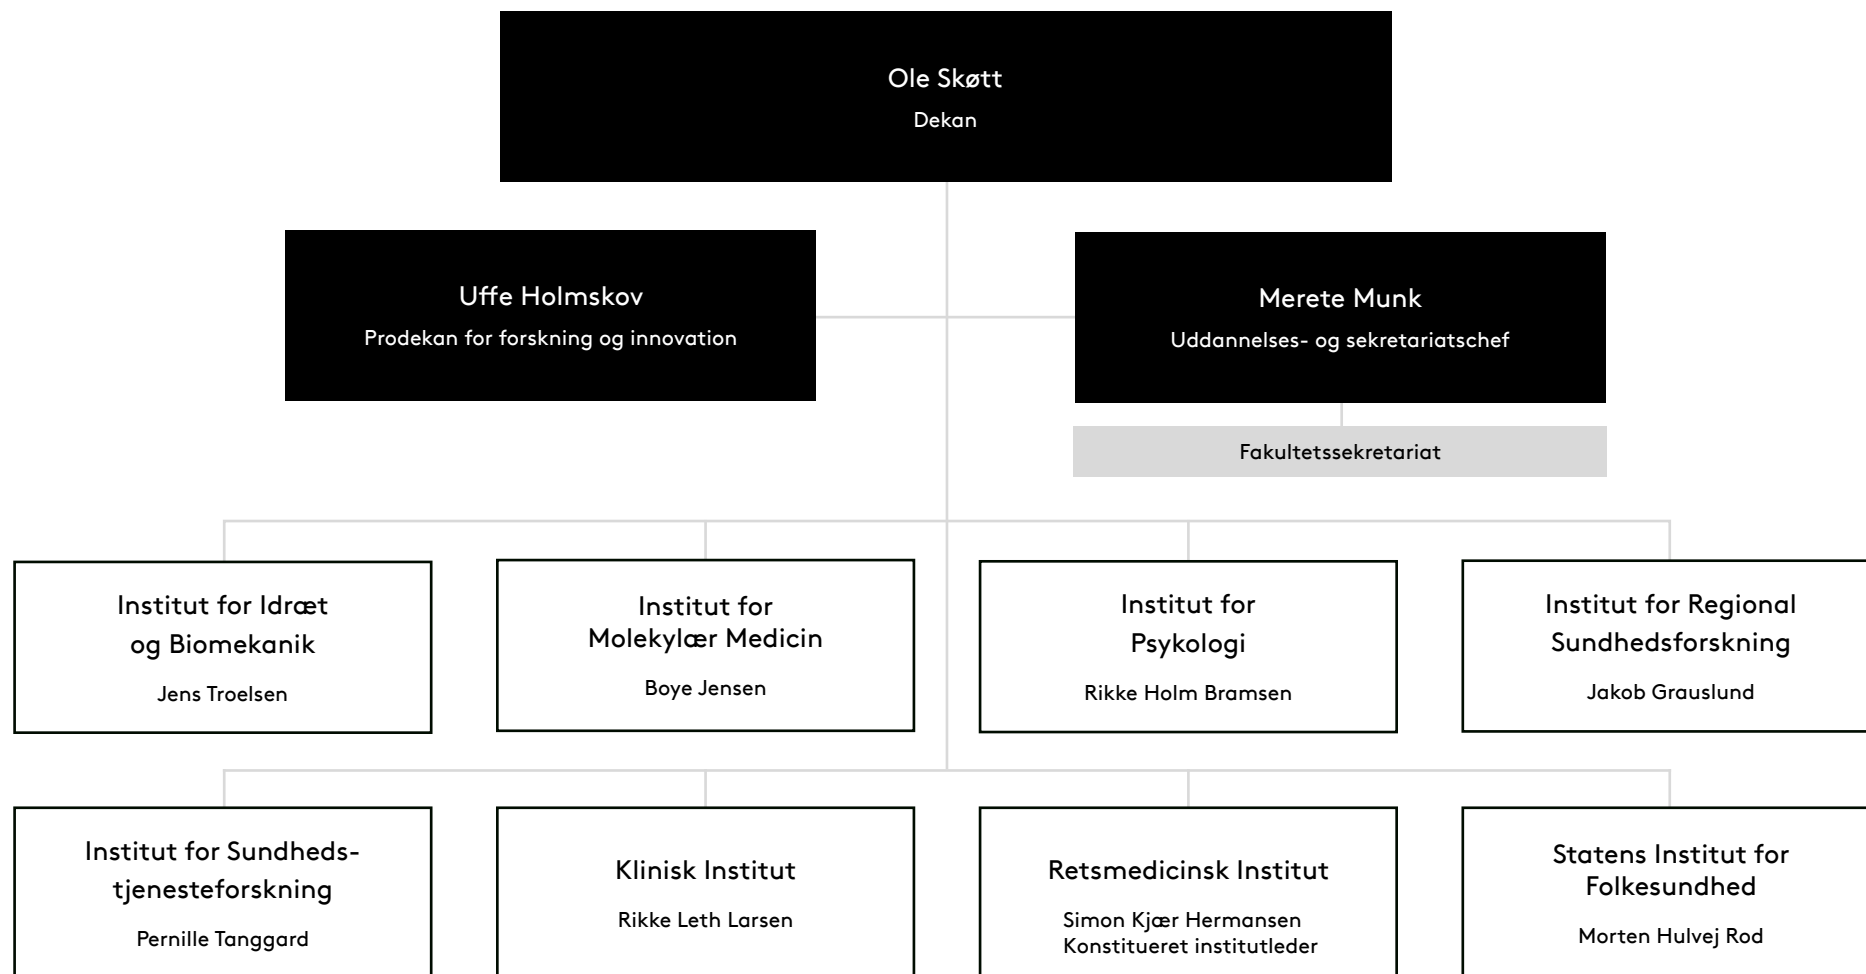 Ole Skøtt
Dekan
Uffe Holmskov
Prodekan for forskning og innovation
Merete Munk
Uddannelses- og sekretariatschef
Fakultetssekretariat
Institut for Idræt
og Biomekanik
Jens Troelsen
Institut for
Molekylær Medicin
Boye Jensen
Institut for
Psykologi
Rikke Holm Bramsen
Institut for Regional
Sundhedsforskning
Jakob Grauslund
Institut for Sundheds-
tjenesteforskning
Pernille Tanggard
Klinisk Institut
Rikke Leth Larsen
Retsmedicinsk Institut
Simon Kjær Hermansen
Konstitueret institutleder
Statens Institut for
Folkesundhed
Morten Hulvej Rod